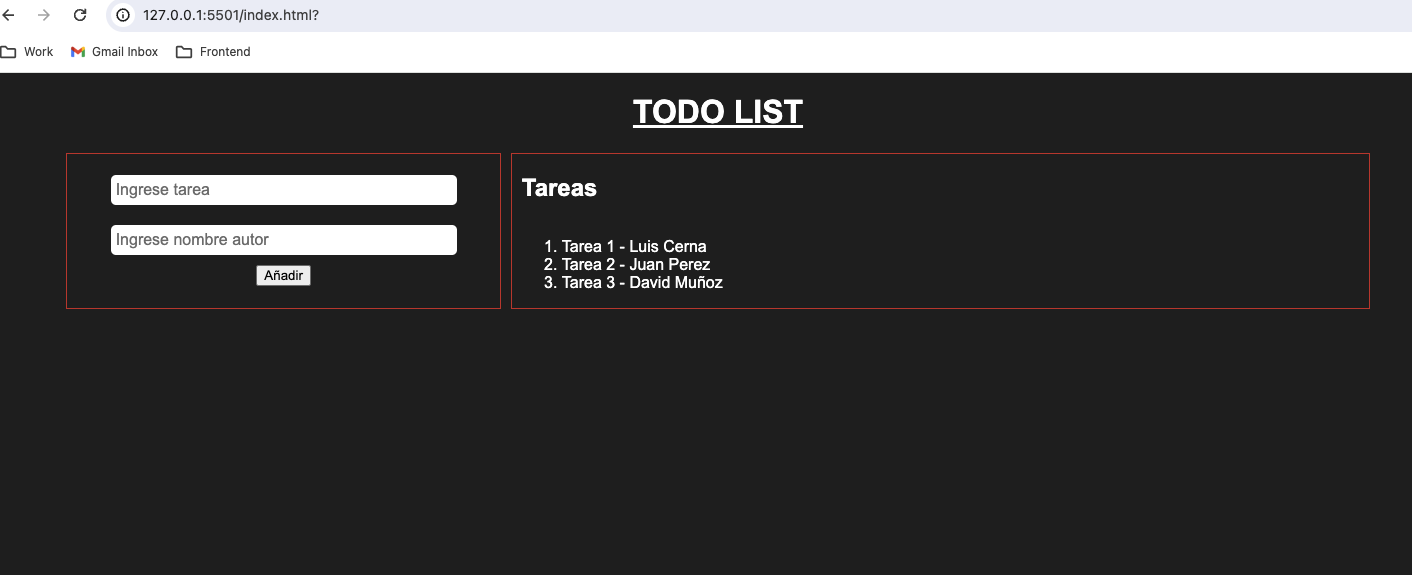 127.0.0.1:5501/index.html?
Work Gmail Inbox Frontend
TODO LIST
Ingrese tarea
Ingrese nombre autor
Añadir
Tareas
1. Tarea 1 - Luis Cerna
2. Tarea 2 - Juan Perez
3. Tarea 3 - David Muñoz